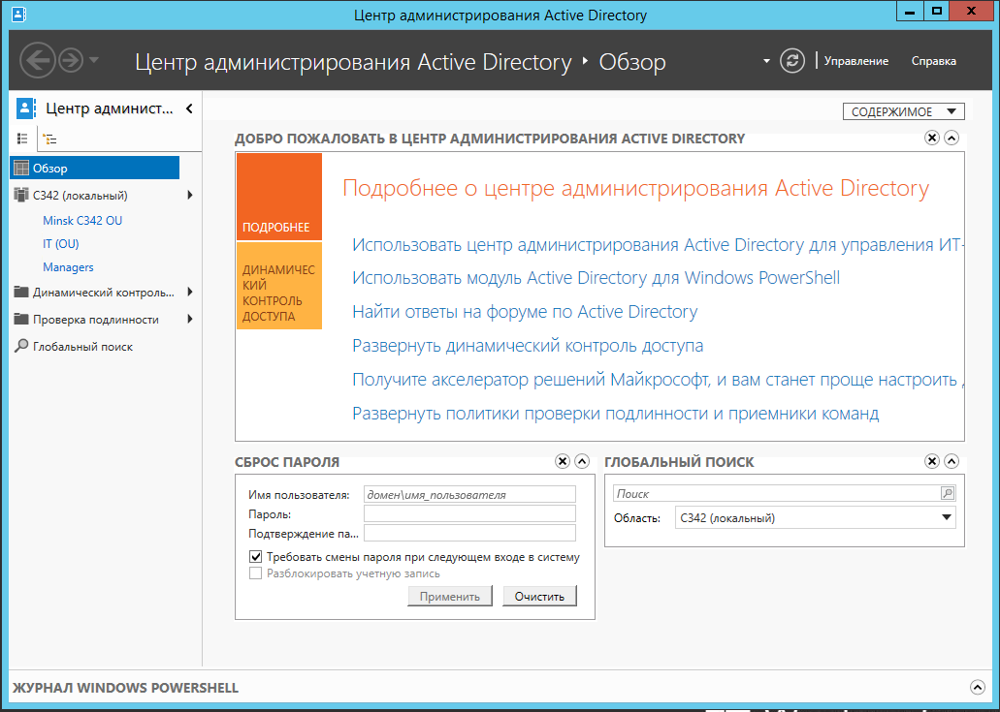 Центр администрирования Active Directory
Центр администрирования Active Directory ‣ Обзор
Управление
Справка
Центр админист...
Обзор
C342 (локальный)
Minsk C342 OU
IT (OU)
Managers
Динамический контроль...
Проверка подлинности
Глобальный поиск
СОДЕРЖИМОЕ
ДОБРО ПОЖАЛОВАТЬ В ЦЕНТР АДМИНИСТРИРОВАНИЯ ACTIVE DIRECTORY
ПОДРОБНЕЕ
ДИНАМИЧЕС
КИЙ
КОНТРОЛЬ
ДОСТУПА
Подробнее о центре администрирования Active Directory
Использовать центр администрирования Active Directory для управления ИТ-
Использовать модуль Active Directory для Windows PowerShell
Найти ответы на форуме по Active Directory
Развернуть динамический контроль доступа
Получите акселератор решений Майкрософт, и вам станет проще настроить
Развернуть политики проверки подлинности и приемники команд
СБРОС ПАРОЛЯ
Имя пользователя:
домен\имя_пользователя
Пароль:
Подтверждение па...
Требовать смены пароля при следующем входе в систему
Разблокировать учетную запись
Применить
Очистить
ГЛОБАЛЬНЫЙ ПОИСК
Поиск
Область:
C342 (локальный)
ЖУРНАЛ WINDOWS POWERSHELL